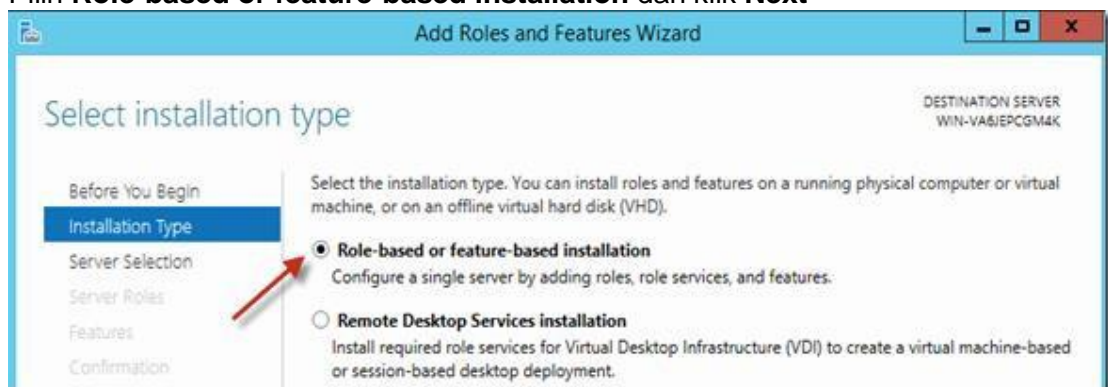 Pilih Role-based or feature-based installation dan klik Next
Add Roles and Features Wizard
Select installation type
DESTINATION SERVER
WIN-VA6JEPCGM4K
Before You Begin
Installation Type
Server Selection
Server Roles
Features
Confirmation
Select the installation type. You can install roles and features on a running physical computer or virtual
machine, or on an offline virtual hard disk (VHD).
Role-based or feature-based installation
Configure a single server by adding roles, role services, and features.
Remote Desktop Services installation
Install required role services for Virtual Desktop Infrastructure (VDI) to create a virtual machine-based
or session-based desktop deployment.